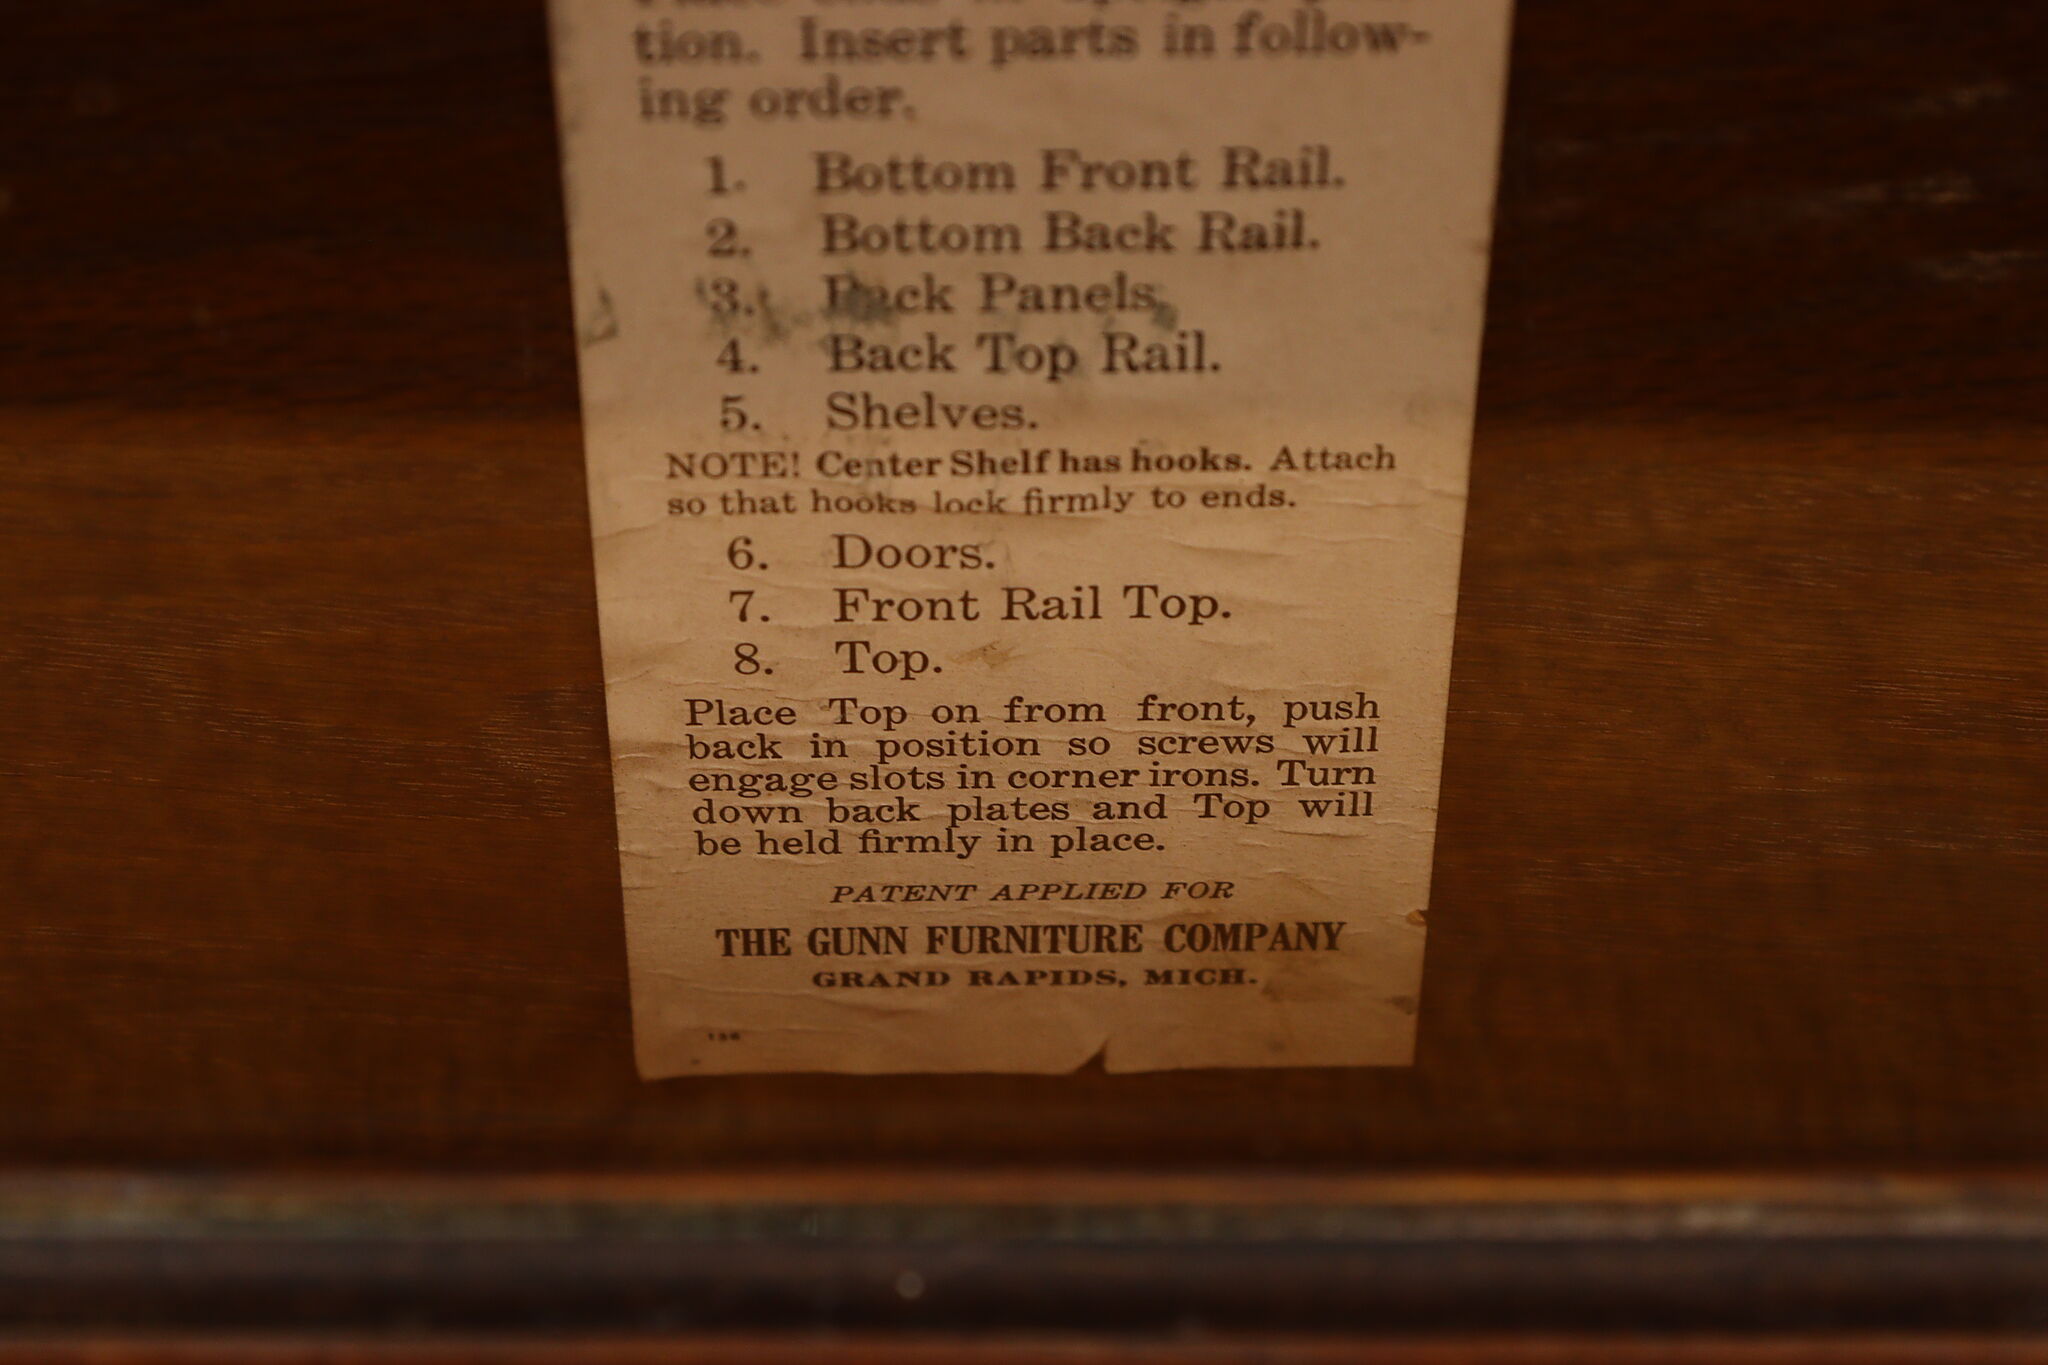 tion. Insert parts in follow-
ing order.
1. Bottom Front Rail.
2. Bottom Back Rail.
3. Back Panels.
4. Back Top Rail.
5. Shelves.
NOTE! Center Shelf has hooks. Attach
so that hooks lock firmly to ends.
6. Doors.
7. Front Rail Top.
8. Top.
Place Top on from front, push
back in position so screws will
engage slots in corner irons. Turn
down back plates and Top will
be held firmly in place.
PATENT APPLIED FOR
THE GUNN FURNITURE COMPANY
GRAND RAPIDS, MICH.